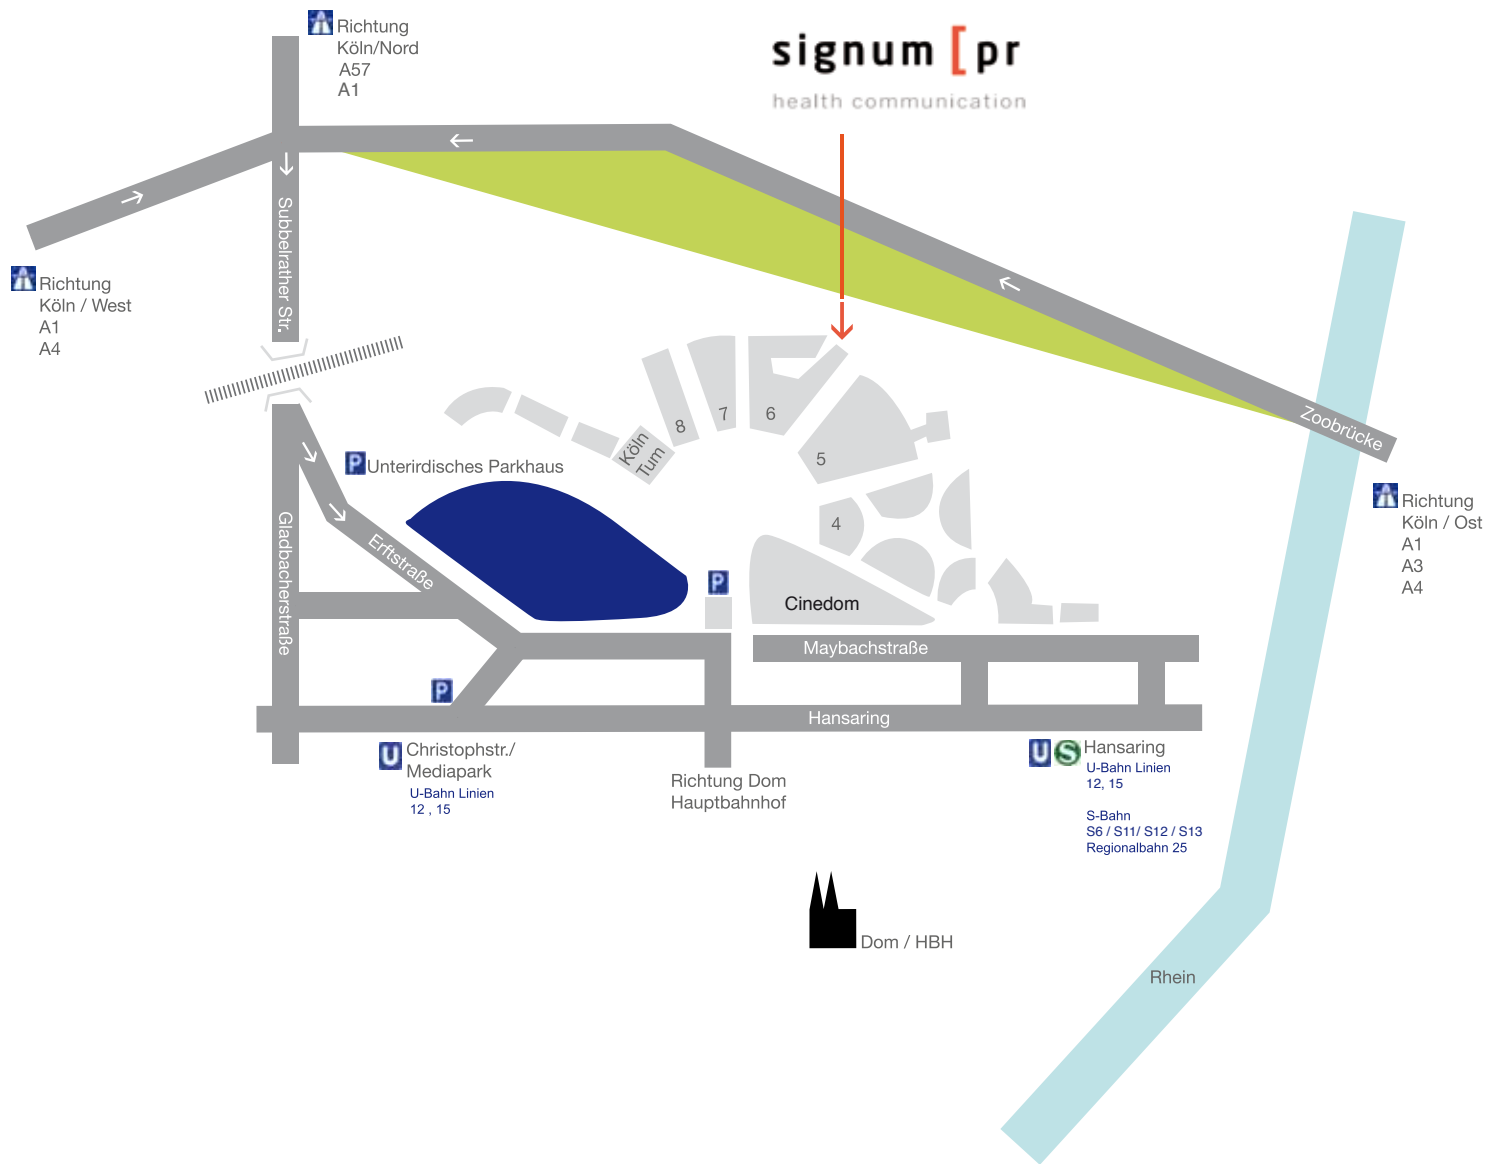 Richtung
Köln/Nord
A57
A1
signum [pr
health communication
Subbelrather Str.
Richtung
Köln / West
A1
A4
Zoobrücke
8
7
6
5
4
Köln
Tum
P
Unterirdisches Parkhaus
Richtung
Köln / Ost
A1
A3
A4
Gladbacherstraße
Erftstraße
P
Cinedom
Maybachstraße
P
Hansaring
U
Christophstr./
Mediapark
U-Bahn Linien
12 , 15
Richtung Dom
Hauptbahnhof
U S Hansaring
U-Bahn Linien
12, 15
S-Bahn
S6 / S11/ S12 / S13
Regionalbahn 25
Dom / HBH
Rhein